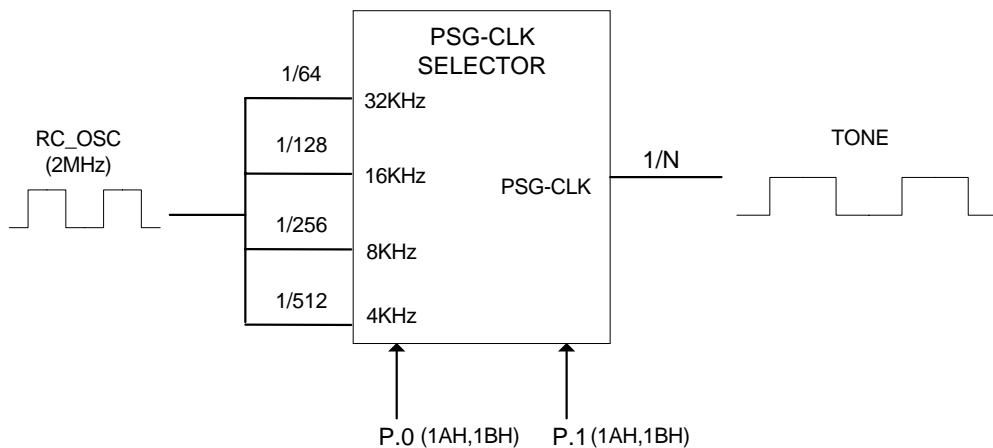 PSG-CLK
SELECTOR
1/64
32KHz
RC_OSC
(2MHz)
1/128
16KHz
1/N
PSG-CLK
TONE
1/256
8KHz
1/512
4KHz
P.0 (1AH,1BH)
P.1 (1AH,1BH)